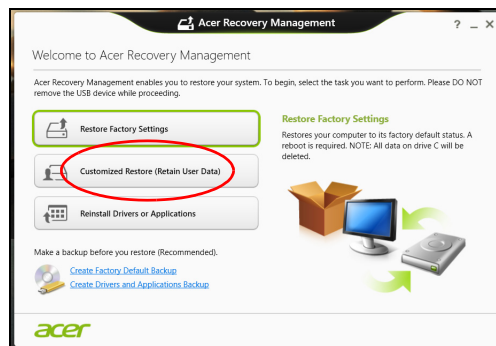 Acer Recovery Management
Welcome to Acer Recovery Management
Acer Recovery Management enables you to restore your system. To begin, select the task you want to perform. Please DO NOT
remove the USB device while proceeding.
Restore Factory Settings
Customized Restore (Retain User Data)
Reinstall Drivers or Applications
Restore Factory Settings
Restores your computer to its factory default status. A
reboot is required. NOTE: All data on drive C will be
deleted.
Make a backup before you restore (Recommended).
Create Factory Default Backup
Create Drivers and Applications Backup
acer